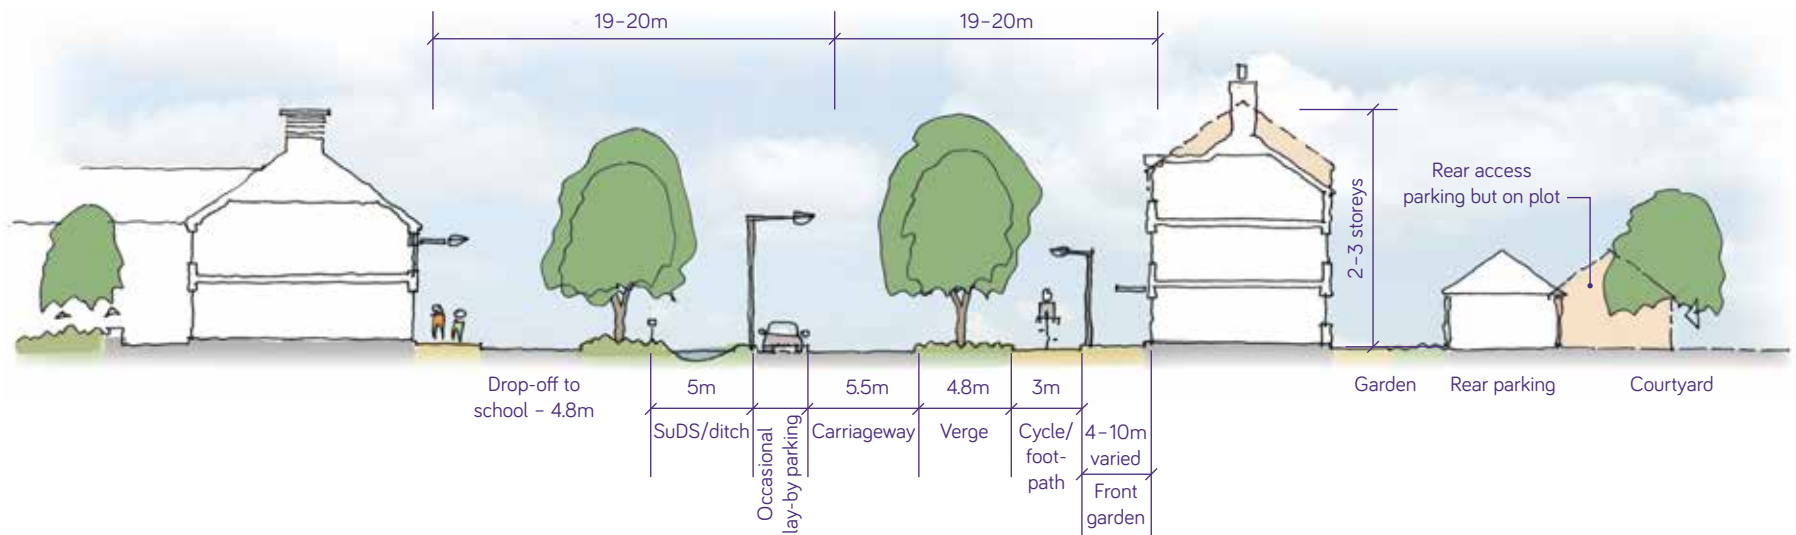 19–20m
19–20m
2–3 storeys
Rear access
parking but on plot
Drop-off to
school – 4.8m
5m
SuDS/ditch
Occasional
lay-by parking
5.5m
Carriageway
4.8m
Verge
3m
Cycle/
foot-
path
4–10m
varied
Front
garden
Garden
Rear parking
Courtyard